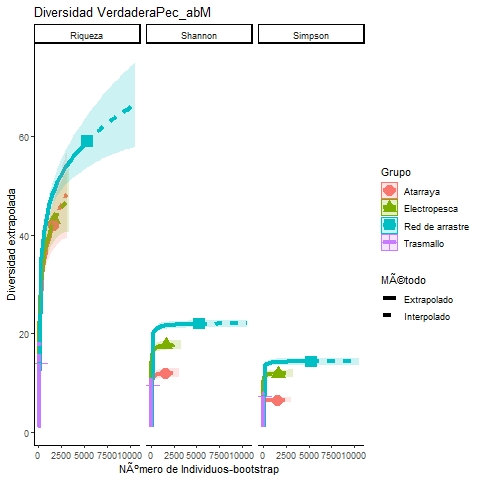 Diversidad VerdaderaPec_abM
Riqueza
Shannon
Simpson
Diversidad extrapolada
60
40
20
0
0 2500 5000 7500 10000
0 2500 5000 7500 10000
0 2500 5000 7500 10000
NÃºmero de Individuos-bootstrap
Grupo
Atarraya
Electropesca
Red de arrastre
Trasmallo
MÃ©todo
Extrapolado
Interpolado